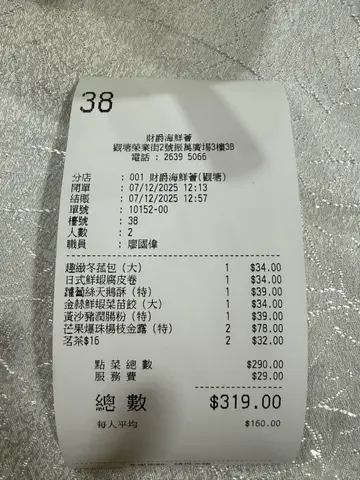 38
財爵海鮮薈
觀塘榮業街2號振萬廣場3樓3B
電話 : 2639 5066
分店 : 001 財爵海鮮薈(觀塘)
開單 : 07/12/2025 12:13
結賬 : 07/12/2025 12:57
單號 : 10152-00
檯號 : 38
人數 : 2
職員 : 廖國偉
趣緻冬菰包(大) 1 $34.00
日式鮮蝦腐皮卷 1 $34.00
蘿蔔絲天鵝酥(特) 1 $39.00
金菻鮮蝦菜苗餃(大) 1 $34.00
黃沙豬潤腸粉(特) 1 $39.00
芒果爆珠楊枝金露(特) 2 $78.00
茗茶$16 2 $32.00
點菜總數 $290.00
服務費 $29.00
總數 $319.00
每人平均 $160.00